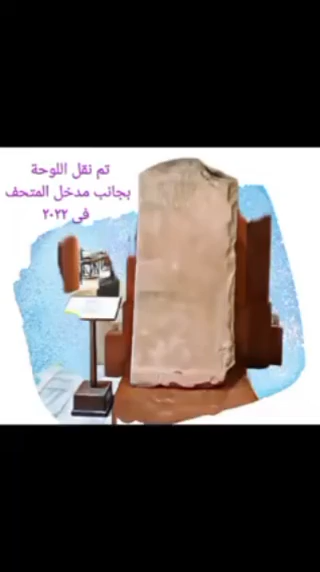 تم نقل اللوحة
بجانب مدخل المتحف
في ٢٠٢٢